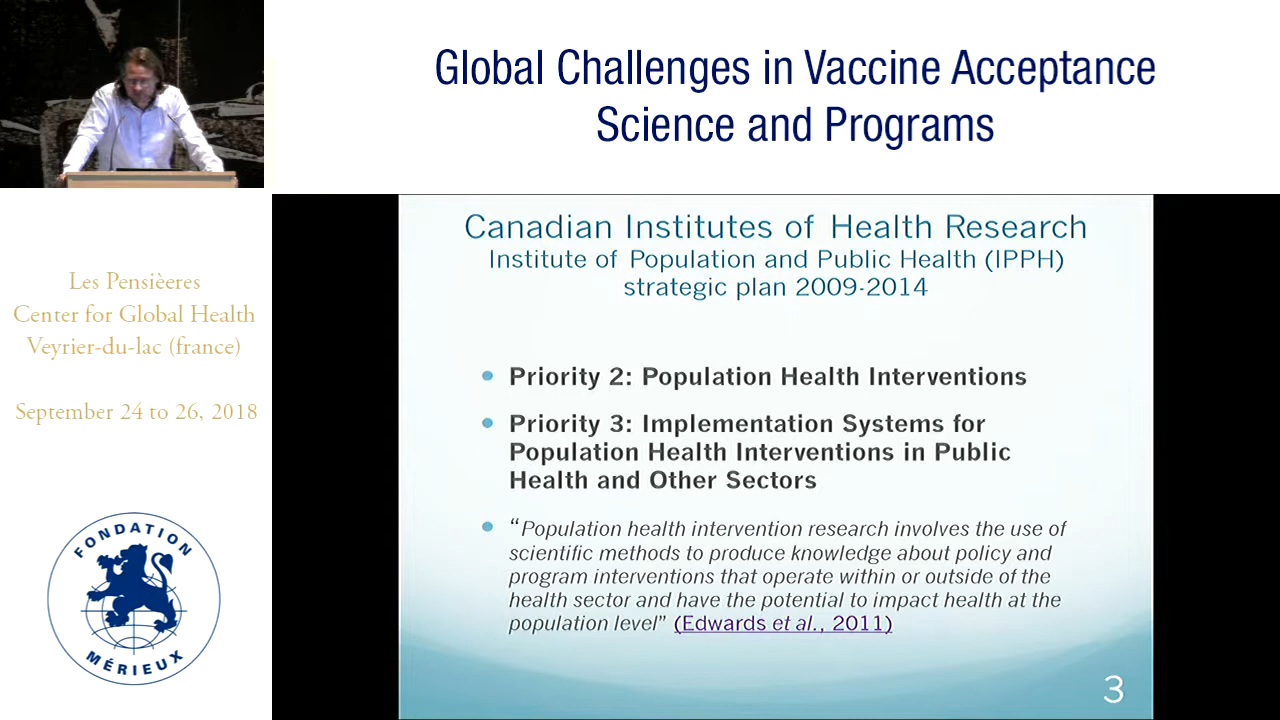 Global Challenges in Vaccine Acceptance
Science and Programs
Les Pensièeres
Center for Global Health
Veyrier-du-lac (france)
September 24 to 26, 2018
FONDATION
MÉRIEUX
Canadian Institutes of Health Research
Institute of Population and Public Health (IPPH)
strategic plan 2009-2014
• Priority 2: Population Health Interventions
• Priority 3: Implementation Systems for
Population Health Interventions in Public
Health and Other Sectors
• “Population health intervention research involves the use of
scientific methods to produce knowledge about policy and
program interventions that operate within or outside of the
health sector and have the potential to impact health at the
population level” (Edwards et al., 2011)
3